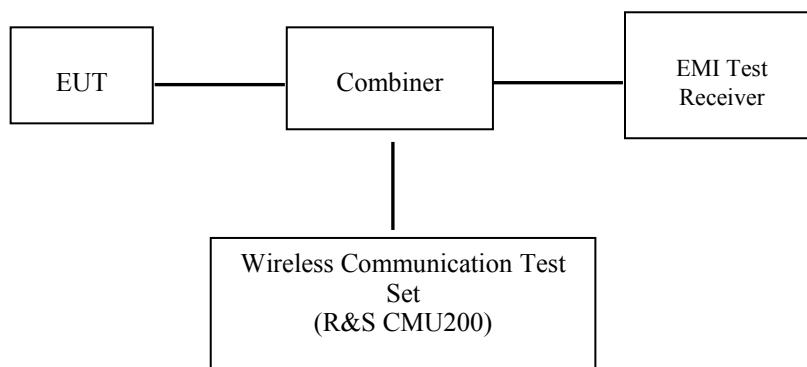 EUT
Combiner
EMI Test
Receiver
Wireless Communication Test
Set
(R&S CMU200)